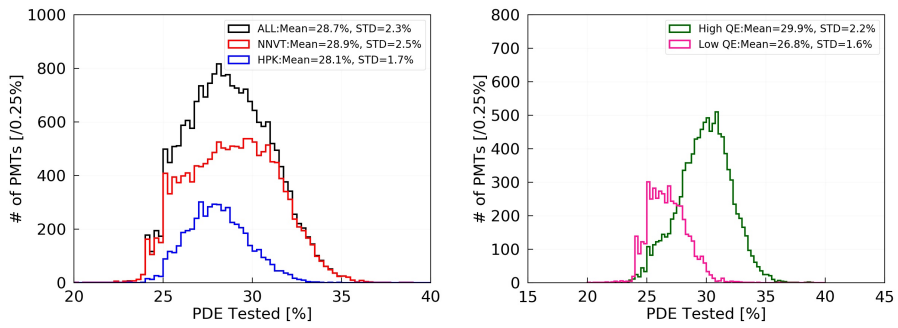 ALL:Mean=28.7%, STD=2.3%
NNVT:Mean=28.9%, STD=2.5%
HPK:Mean=28.1%, STD=1.7%
# of PMTs [/0.25%]
1000
800
600
400
200
0
20 25 30 35 40
PDE Tested [%]
High QE:Mean=29.9%, STD=2.2%
Low QE:Mean=26.8%, STD=1.6%
# of PMTs [/0.25%]
800
700
600
500
400
300
200
100
0
15 20 25 30 35 40 45
PDE Tested [%]